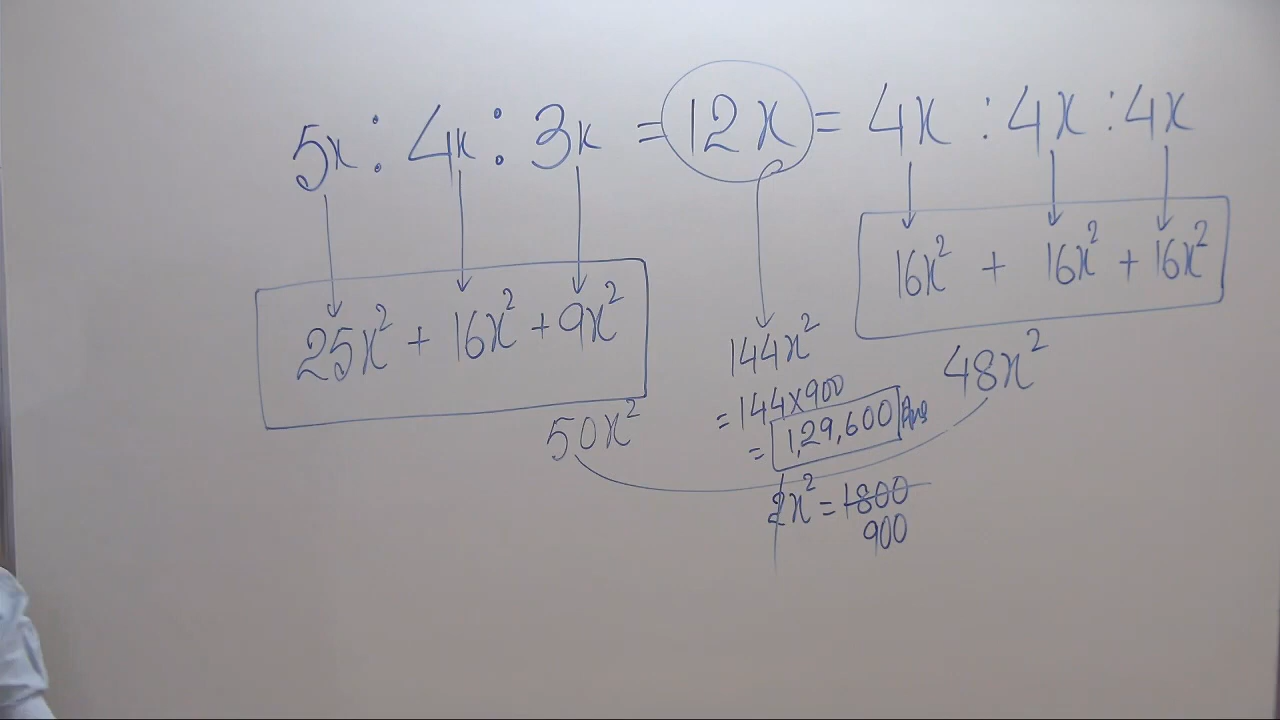 5x : 4x : 3x = 12x = 4x : 4x : 4x
25x² + 16x² + 9x²
16x² + 16x² + 16x²
50x²
144x²
= 144×900
= 1,29,600 Ans
48x²
2x² = 1800
900